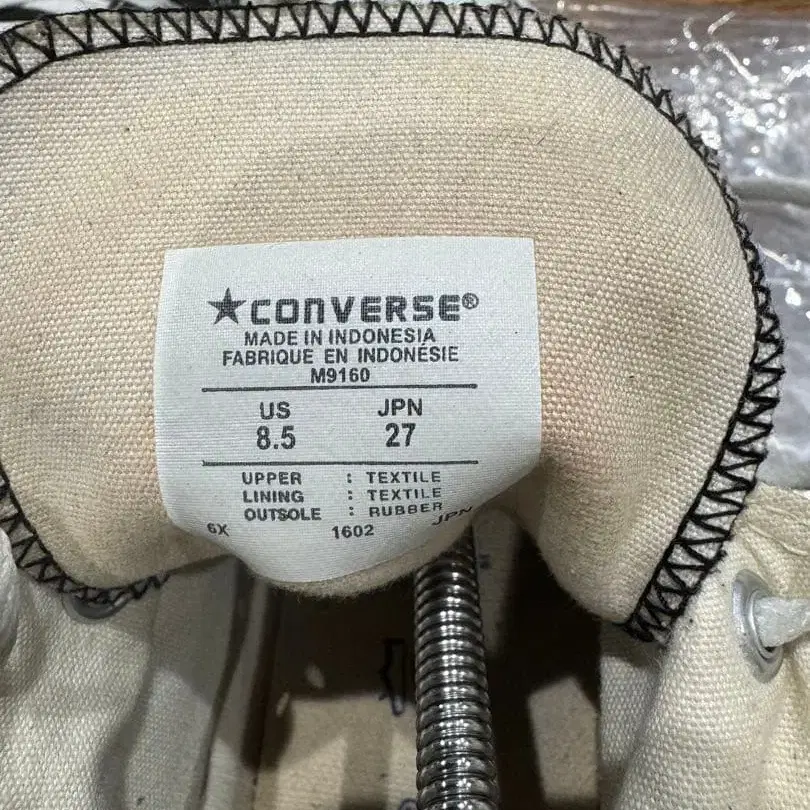 ★CONVERSE®
MADE IN INDONESIA
FABRIQUE EN INDONÉSIE
M9160
US JPN
8.5 27
UPPER : TEXTILE
LINING : TEXTILE
OUTSOLE : RUBBER
6X 1602 JPN